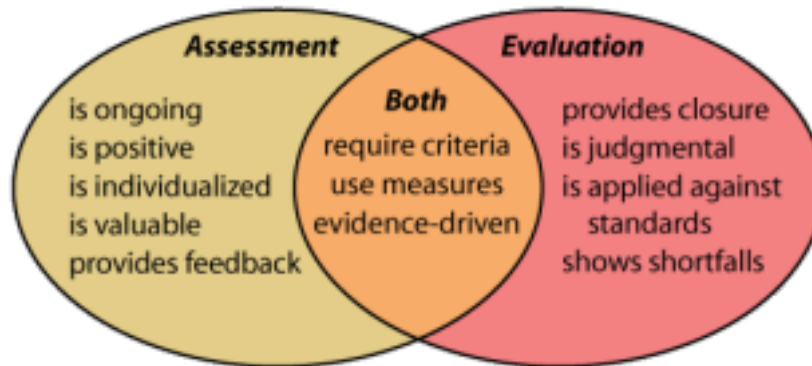 Assessment
is ongoing
is positive
is individualized
is valuable
provides feedback
Both
require criteria
use measures
evidence-driven
Evaluation
provides closure
is judgmental
is applied against
standards
shows shortfalls